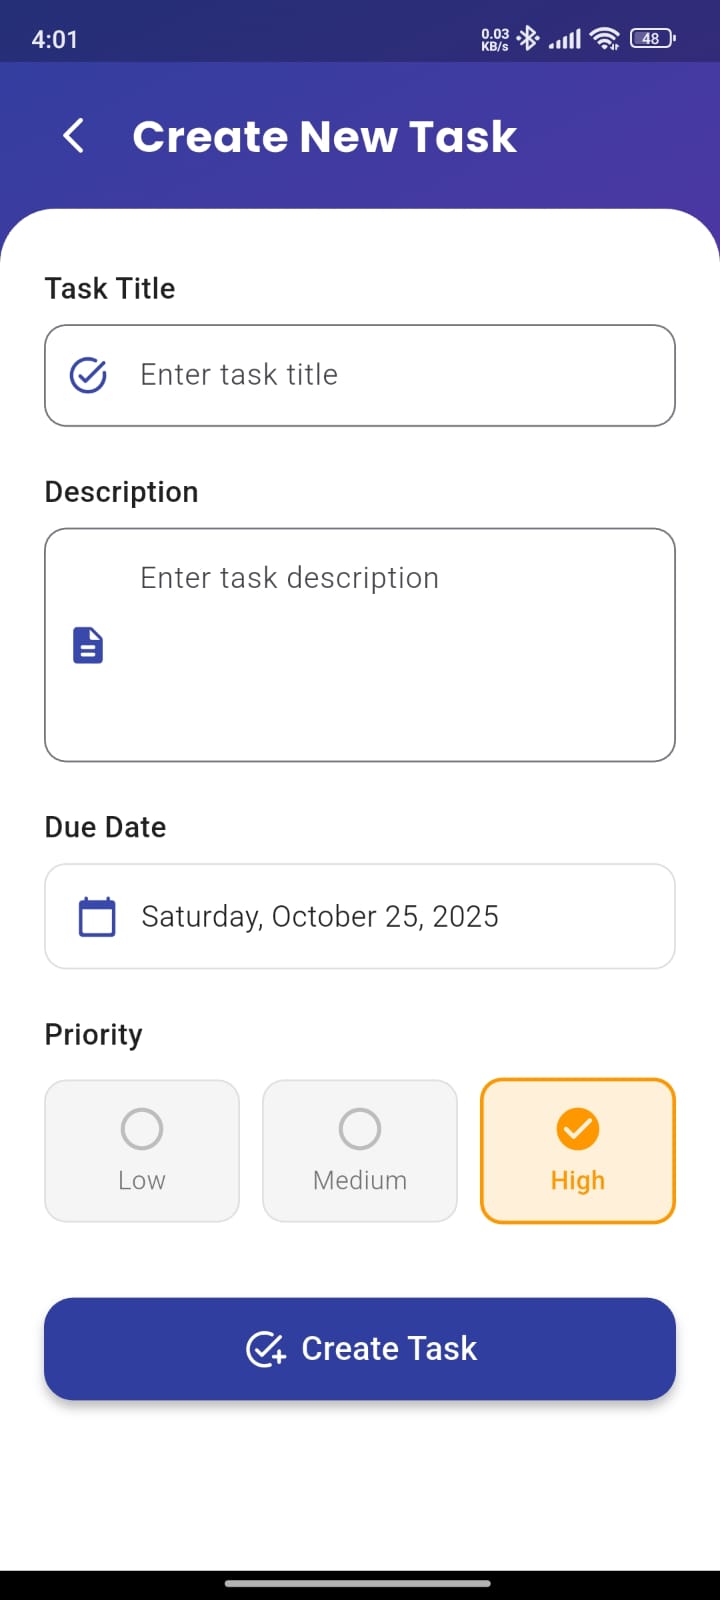 4:01
0.03
KB/s
48
Create New Task
Task Title
Enter task title
Description
Enter task description
Due Date
Saturday, October 25, 2025
Priority
Low Medium High
Create Task